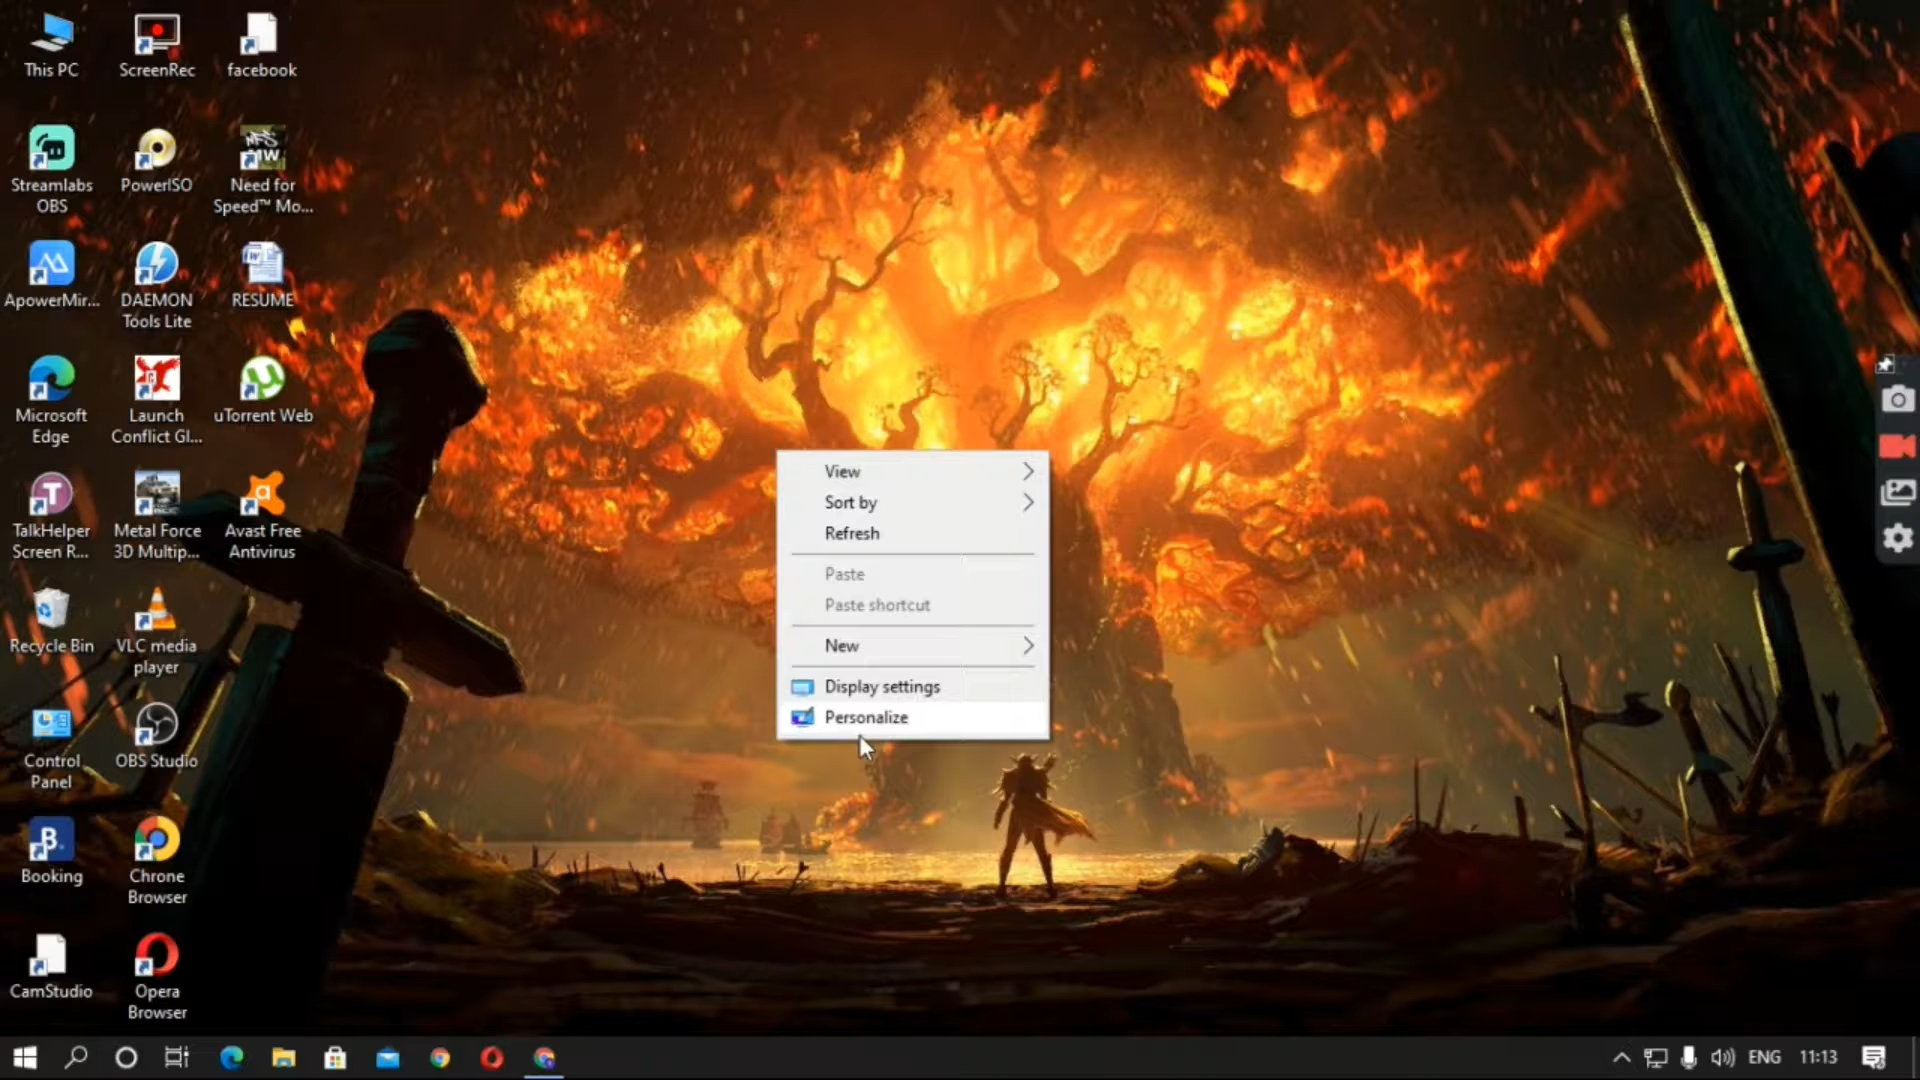 This PC
ScreenRec
facebook
Streamlabs
OBS
PowerISO
Need for
Speed™ Mo...
ApowerMir...
DAEMON
Tools Lite
RESUME
Microsoft
Edge
Launch
Conflict Gl...
uTorrent Web
TalkHelper
Screen R...
Metal Force
3D Multip...
Avast Free
Antivirus
Recycle Bin
VLC media
player
Control
Panel
OBS Studio
Booking
Chrone
Browser
CamStudio
Opera
Browser
View
Sort by
Refresh
Paste
Paste shortcut
New
Display settings
Personalize
ENG
11:13